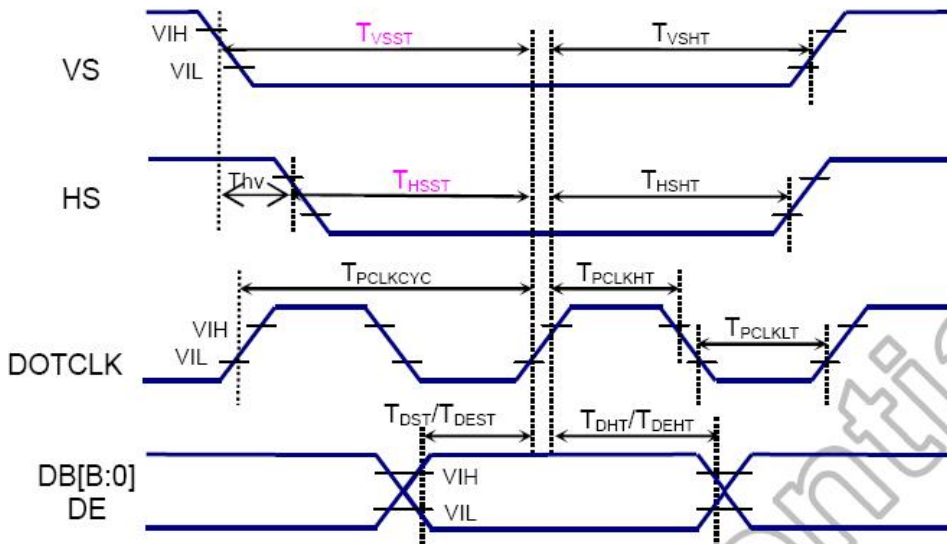 VS
VIH
VIL
TVSST
TVSHT
HS
Thv
THSST
THSHT
DOTCLK
VIH
VIL
TPCLKCYC
TPCLKHT
TPCLKLT
DB[B:0]
DE
TDST/TDEST
TDHT/TDEHT
VIH
VIL